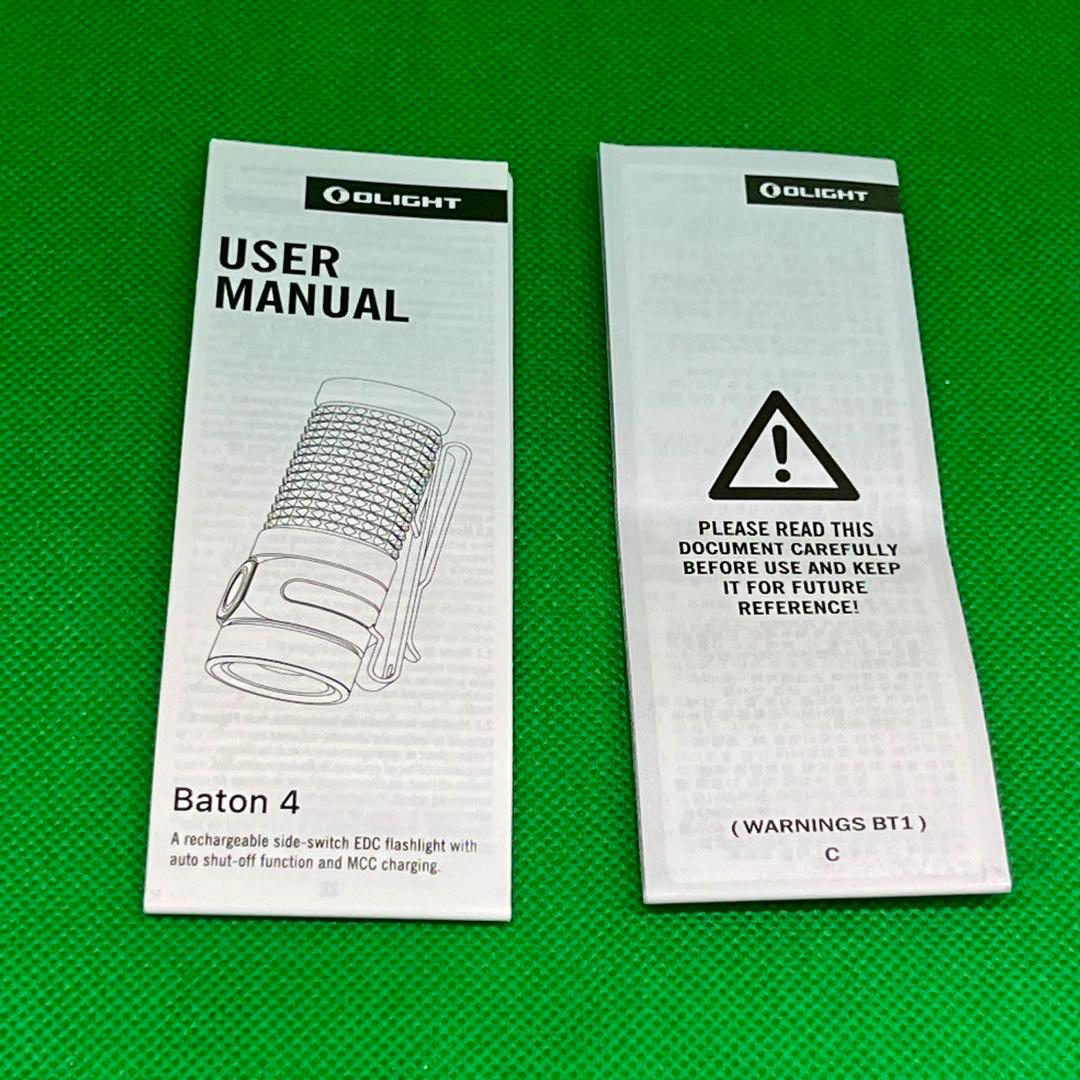 OLIGHT
USER
MANUAL
Baton 4
A rechargeable side-switch EDC flashlight with
auto shut-off function and MCC charging.
OLIGHT
PLEASE READ THIS
DOCUMENT CAREFULLY
BEFORE USE AND KEEP
IT FOR FUTURE
REFERENCE!
( WARNINGS BT1 )
C